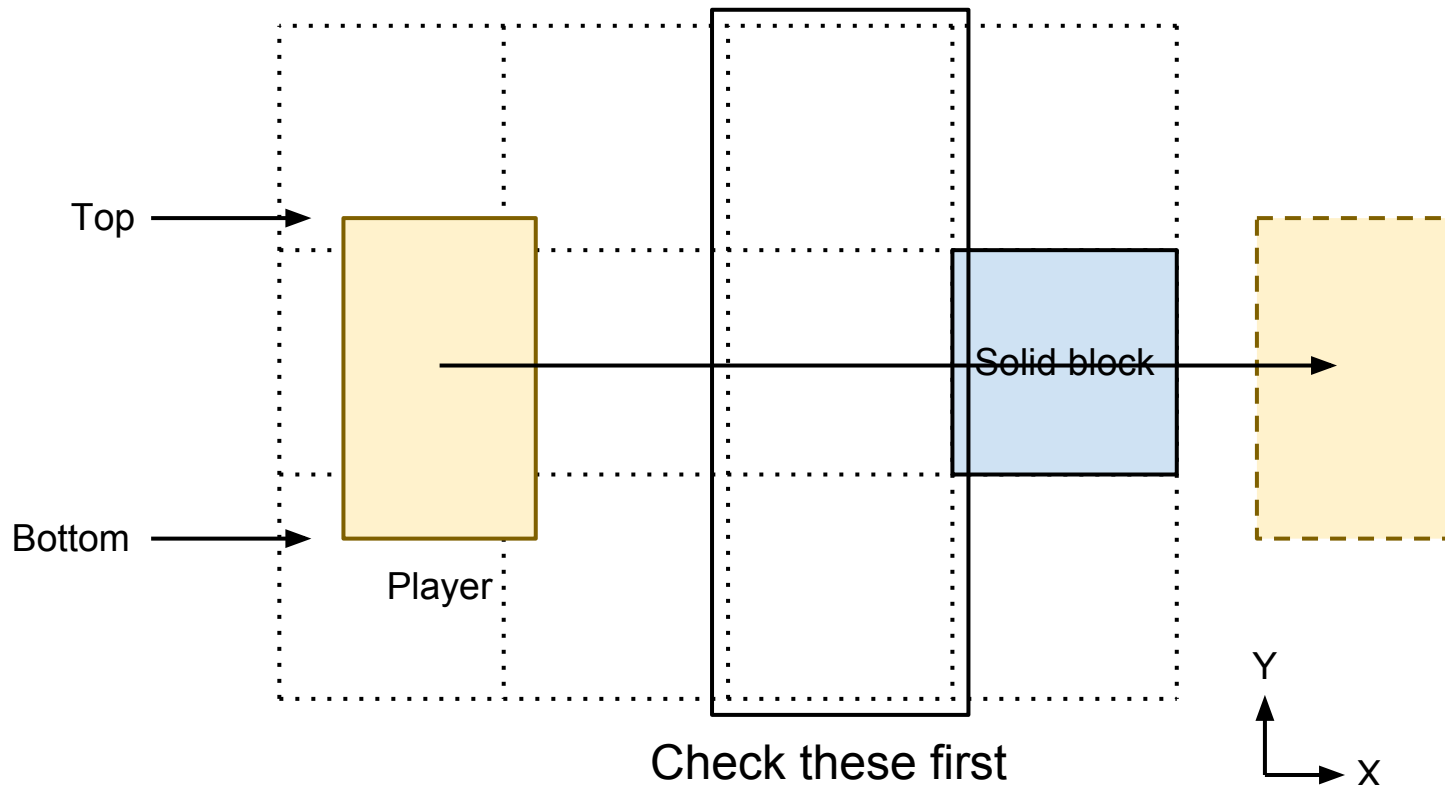 Top
Solid block
Bottom
Player
Y
Check these first
X